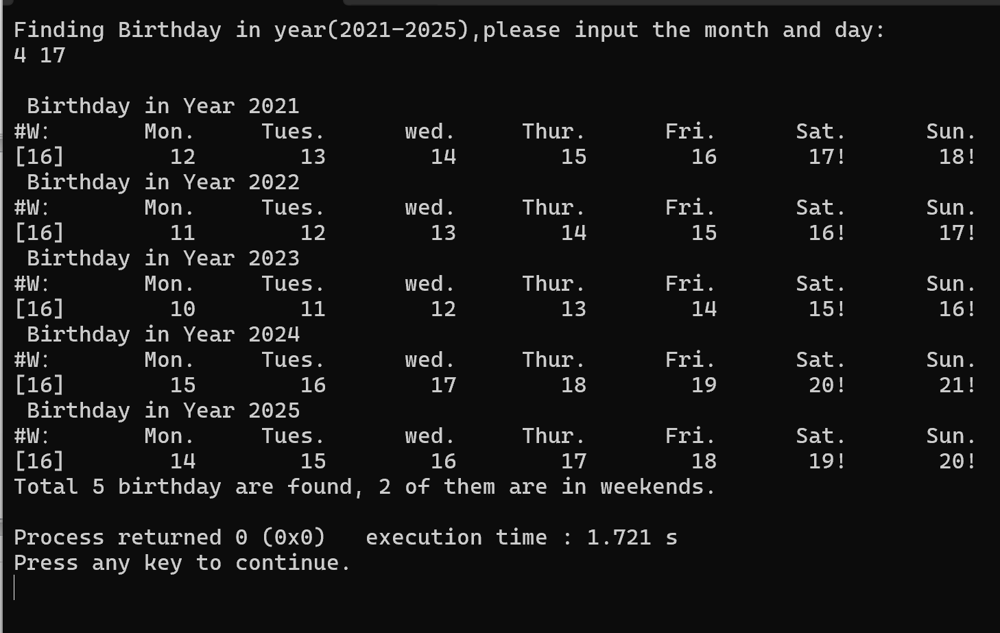 Finding Birthday in year(2021-2025),please input the month and day:
4 17
Birthday in Year 2021
#W: Mon. Tues. wed. Thur. Fri. Sat. Sun.
[16] 12 13 14 15 16 17! 18!
Birthday in Year 2022
#W: Mon. Tues. wed. Thur. Fri. Sat. Sun.
[16] 11 12 13 14 15 16! 17!
Birthday in Year 2023
#W: Mon. Tues. wed. Thur. Fri. Sat. Sun.
[16] 10 11 12 13 14 15! 16!
Birthday in Year 2024
#W: Mon. Tues. wed. Thur. Fri. Sat. Sun.
[16] 15 16 17 18 19 20! 21!
Birthday in Year 2025
#W: Mon. Tues. wed. Thur. Fri. Sat. Sun.
[16] 14 15 16 17 18 19! 20!
Total 5 birthday are found, 2 of them are in weekends.
Process returned 0 (0x0) execution time : 1.721 s
Press any key to continue.